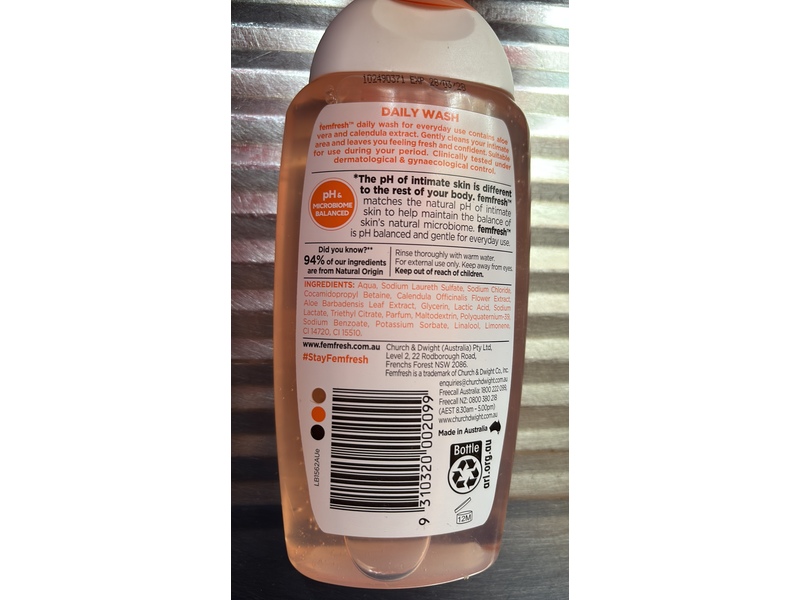 DAILY WASH
femfresh™ daily wash for everyday use contains aloe
vera and calendula extract. Gently cleans your intimate
area and leaves you feeling fresh and confident. Suitable
for use during your period. Clinically tested under
dermatological & gynaecological control.
pH &
MICROBIOME
BALANCED
*The pH of intimate skin is different
to the rest of your body. femfresh™
matches the natural pH of intimate
skin to help maintain the balance of
skin's natural microbiome. femfresh™
is pH balanced and gentle for everyday use.
Did you know?**
94% of our ingredients
are from Natural Origin
Rinse thoroughly with warm water.
For external use only. Keep away from eyes.
Keep out of reach of children.
INGREDIENTS: Aqua, Sodium Laureth Sulfate, Sodium Chloride,
Cocamidopropyl Betaine, Calendula Officinalis Flower Extract,
Aloe Barbadensis Leaf Extract, Glycerin, Lactic Acid, Sodium
Lactate, Triethyl Citrate, Parfum, Maltodextrin, Polyquaternium-39,
Sodium Benzoate, Potassium Sorbate, Linalool, Limonene,
CI 14720, CI 15510.
www.femfresh.com.au
#StayFemfresh
Church & Dwight (Australia) Pty Ltd,
Level 2, 22 Rodborough Road,
Frenchs Forest NSW 2086.
Femfresh is a trademark of Church & Dwight Co., Inc.
enquiries@churchdwight.com.au
Freecall Australia: 1800 222 099,
Freecall NZ: 0800 380 218
(AEST 8.30am - 5.00pm)
www.churchdwight.com.au
Made in Australia
Bottle
arl.org.au
12M
LB1562AUe
9 310320 002099